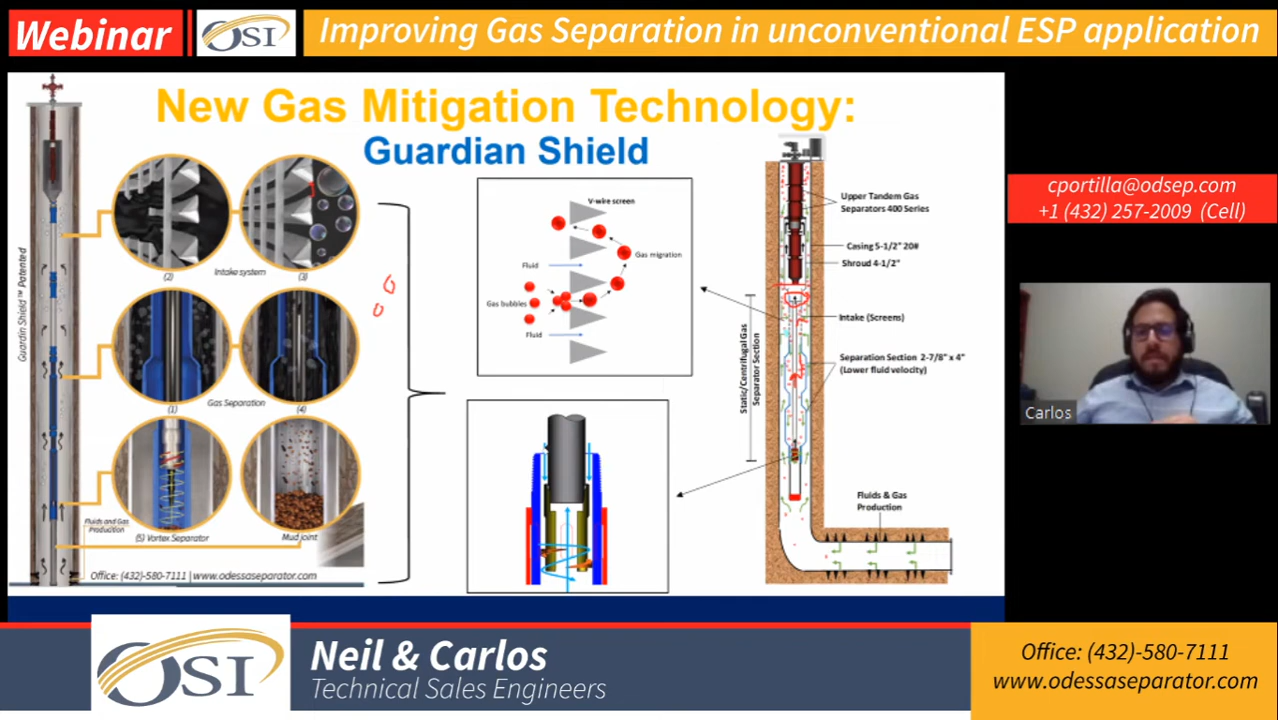 Webinar
OSI
Improving Gas Separation in unconventional ESP application
New Gas Mitigation Technology:
Guardian Shield
Guardin Shield™ Patented
(2)
Intake system
(3)
(1)
Gas Separation
(4)
Fluids and Gas
Production
(5) Vortex Separator
Mud joint
Office: (432)-580-7111 | www.odessaseparator.com
V-wire screen
Gas migration
Fluid
Gas bubbles
Fluid
Upper Tandem Gas
Separators 400 Series
Casing 5-1/2" 20#
Shroud 4-1/2"
Intake (Screens)
Separation Section 2-7/8" x 4"
(Lower fluid velocity)
Static/Centrifugal Gas
Separator Section
Fluids & Gas
Production
cportilla@odsep.com
+1 (432) 257-2009 (Cell)
Carlos
OSI
Neil & Carlos
Technical Sales Engineers
Office: (432)-580-7111
www.odessaseparator.com